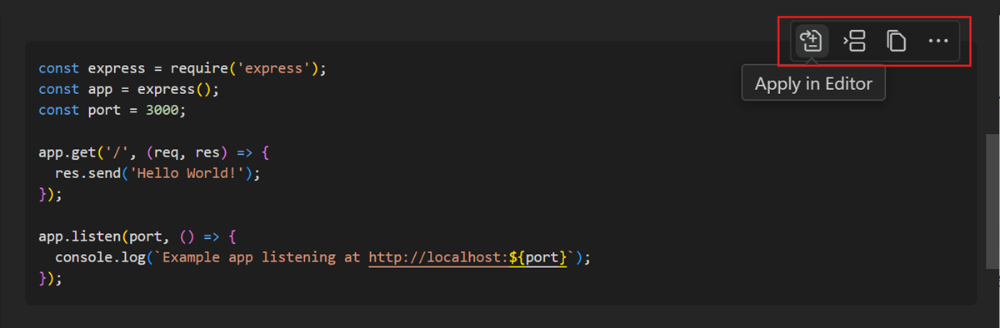 const express = require('express');
const app = express();
const port = 3000;
Apply in Editor
app.get('/', (req, res) => {
  res.send('Hello World!');
});
app.listen(port, () => {
  console.log(`Example app listening at http://localhost:${port}`);
});